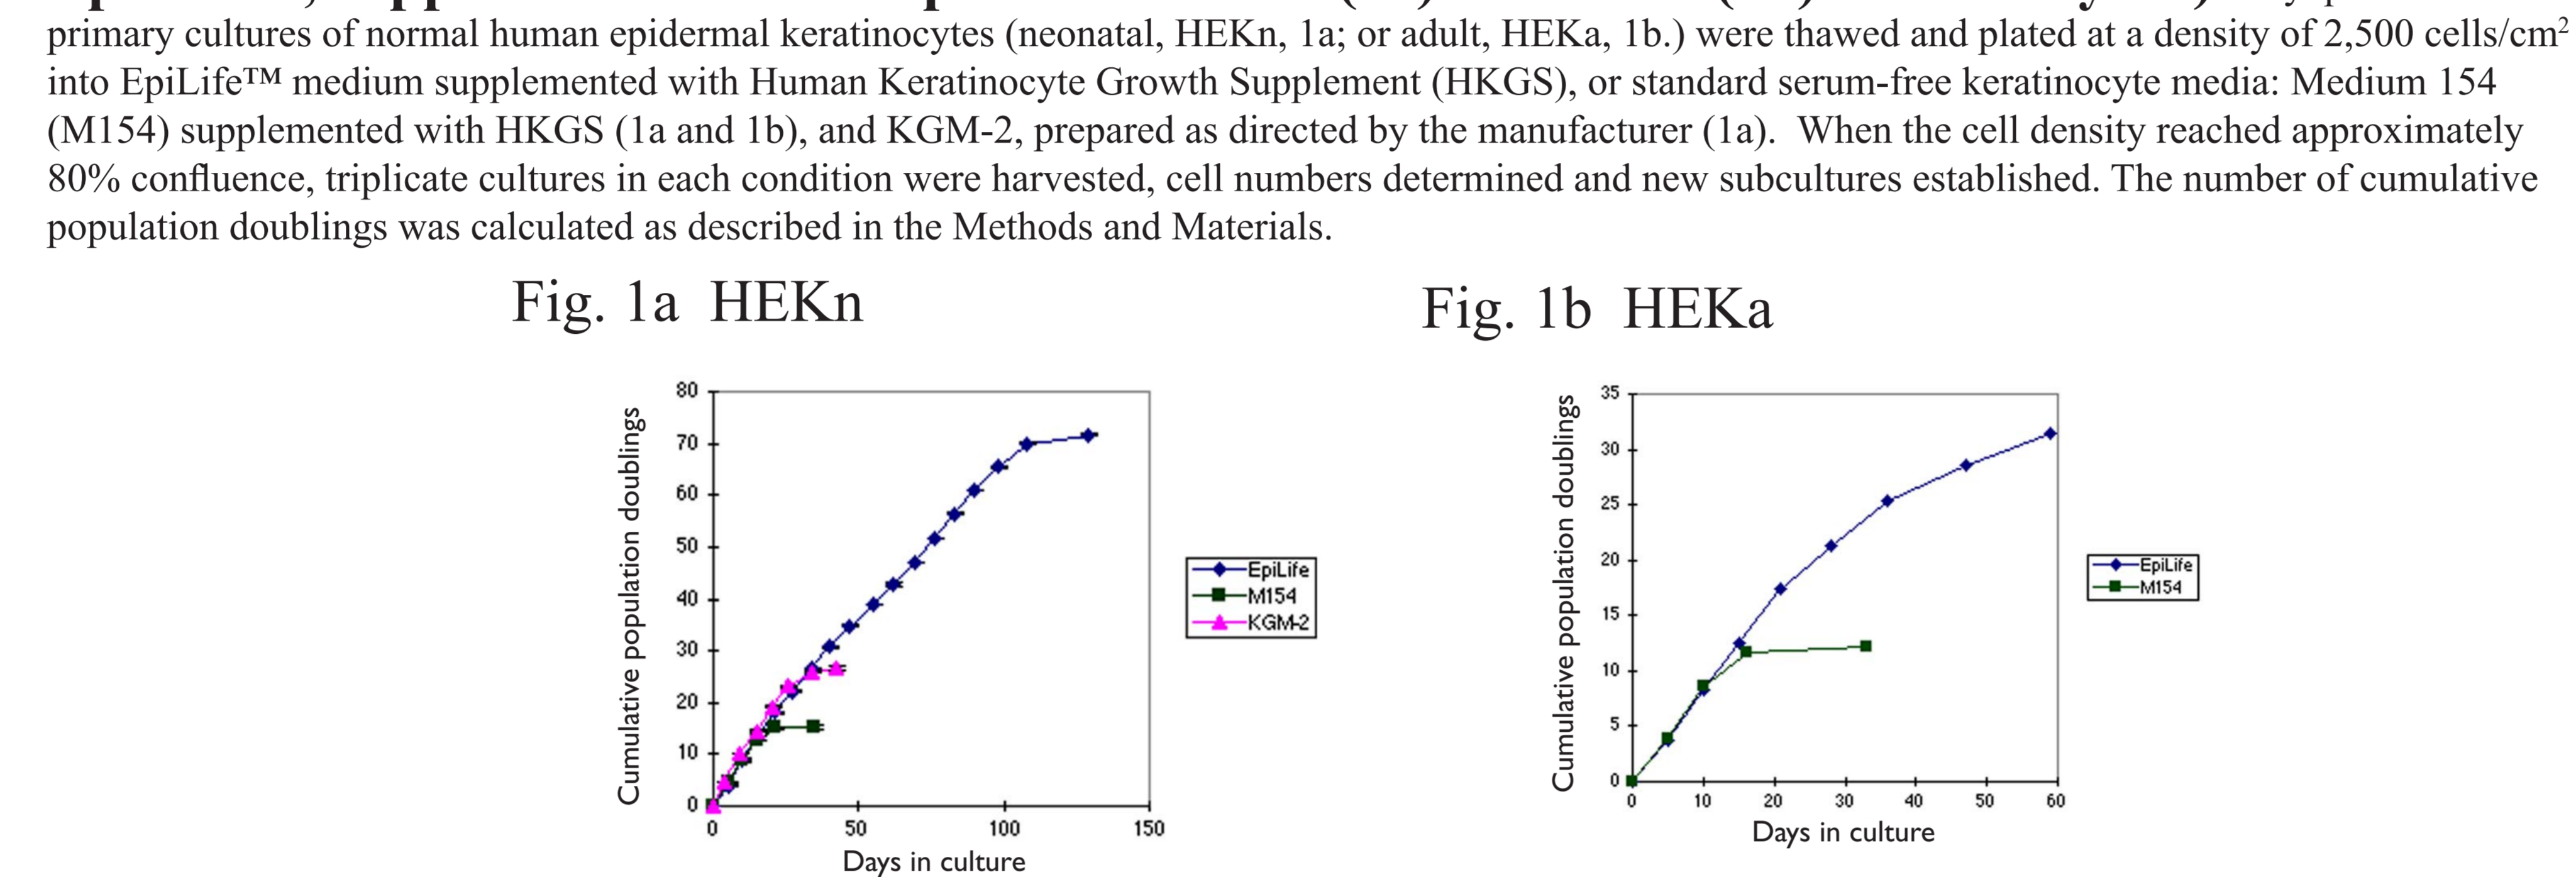 primary cultures of normal human epidermal keratinocytes (neonatal, HEKn, 1a; or adult, HEKa, 1b.) were thawed and plated at a density of 2,500 cells/cm²
into EpiLife™ medium supplemented with Human Keratinocyte Growth Supplement (HKGS), or standard serum-free keratinocyte media: Medium 154
(M154) supplemented with HKGS (1a and 1b), and KGM-2, prepared as directed by the manufacturer (1a).  When the cell density reached approximately
80% confluence, triplicate cultures in each condition were harvested, cell numbers determined and new subcultures established. The number of cumulative
population doublings was calculated as described in the Methods and Materials.
Fig. 1a HEKn
Cumulative population doublings
80
70
60
50
40
30
20
10
0
0 50 100 150
Days in culture
EpiLife
M154
KGM-2
Fig. 1b HEKa
Cumulative population doublings
35
30
25
20
15
10
5
0
0 10 20 30 40 50 60
Days in culture
EpiLife
M154